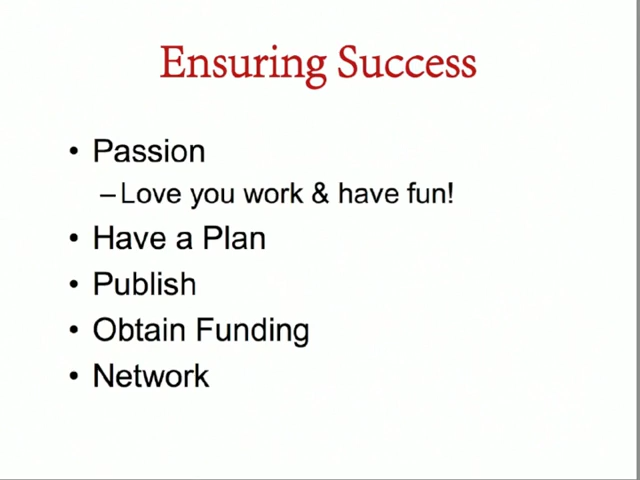 Ensuring Success
• Passion
–Love you work & have fun!
• Have a Plan
• Publish
• Obtain Funding
• Network